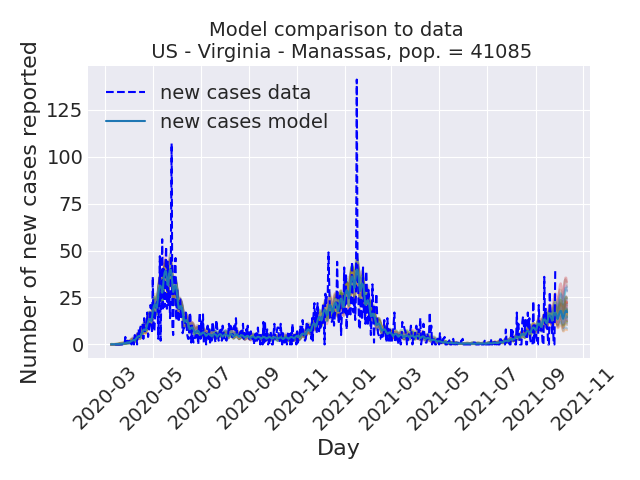 Model comparison to data
US - Virginia - Manassas, pop. = 41085
Number of new cases reported
new cases data
new cases model
125
100
75
50
25
0
2020-03
2020-05
2020-07
2020-09
2020-11
2021-01
2021-03
2021-05
2021-07
2021-09
2021-11
Day